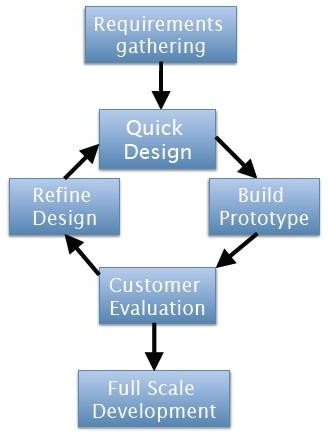 Requirements
gathering
Quick
Design
Refine
Design
Build
Prototype
Customer
Evaluation
Full Scale
Development